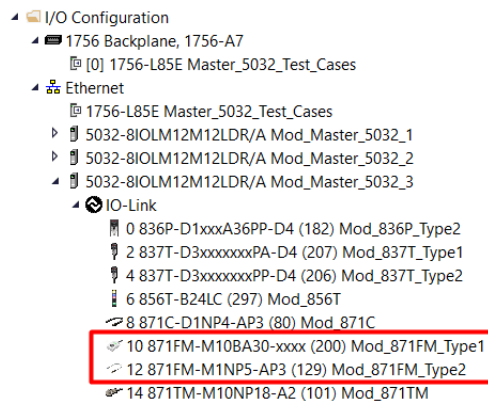 I/O Configuration
1756 Backplane, 1756-A7
[0] 1756-L85E Master_5032_Test_Cases
Ethernet
1756-L85E Master_5032_Test_Cases
5032-8IOLM12M12LDR/A Mod_Master_5032_1
5032-8IOLM12M12LDR/A Mod_Master_5032_2
5032-8IOLM12M12LDR/A Mod_Master_5032_3
IO-Link
0 836P-D1xxxA36PP-D4 (182) Mod_836P_Type2
2 837T-D3xxxxxxxPA-D4 (207) Mod_837T_Type1
4 837T-D3xxxxxxxPP-D4 (206) Mod_837T_Type2
6 856T-B24LC (297) Mod_856T
8 871C-D1NP4-AP3 (80) Mod_871C
10 871FM-M10BA30-xxxx (200) Mod_871FM_Type1
12 871FM-M1NP5-AP3 (129) Mod_871FM_Type2
14 871TM-M10NP18-A2 (101) Mod_871TM